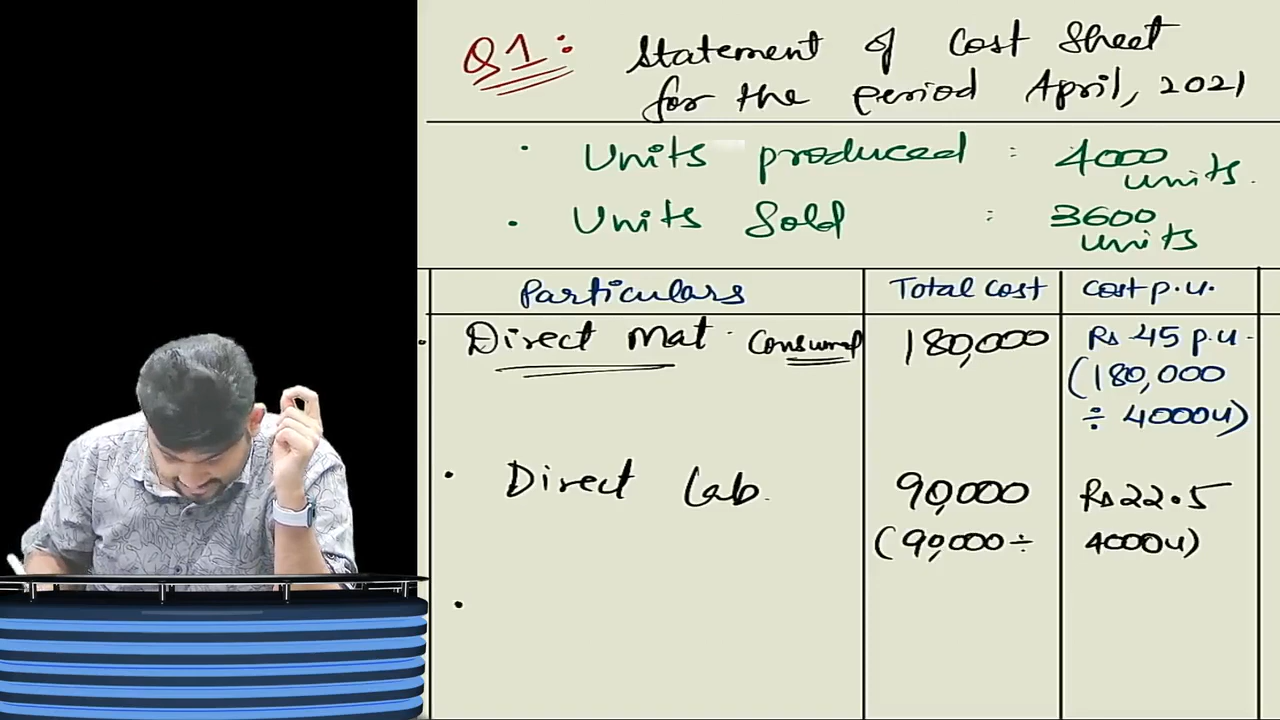 Q1: Statement of Cost Sheet
for the period April, 2021
• Units produced : 4000 units.
• Units Sold : 3600 units
Particulars Total Cost Cost p.u.
• Direct Mat. Consumed 180,000 Rs 45 p.u.
(180,000
÷ 4000u)
• Direct Lab. 90,000 Rs 22.5
(90,000 ÷ 4000u)
•